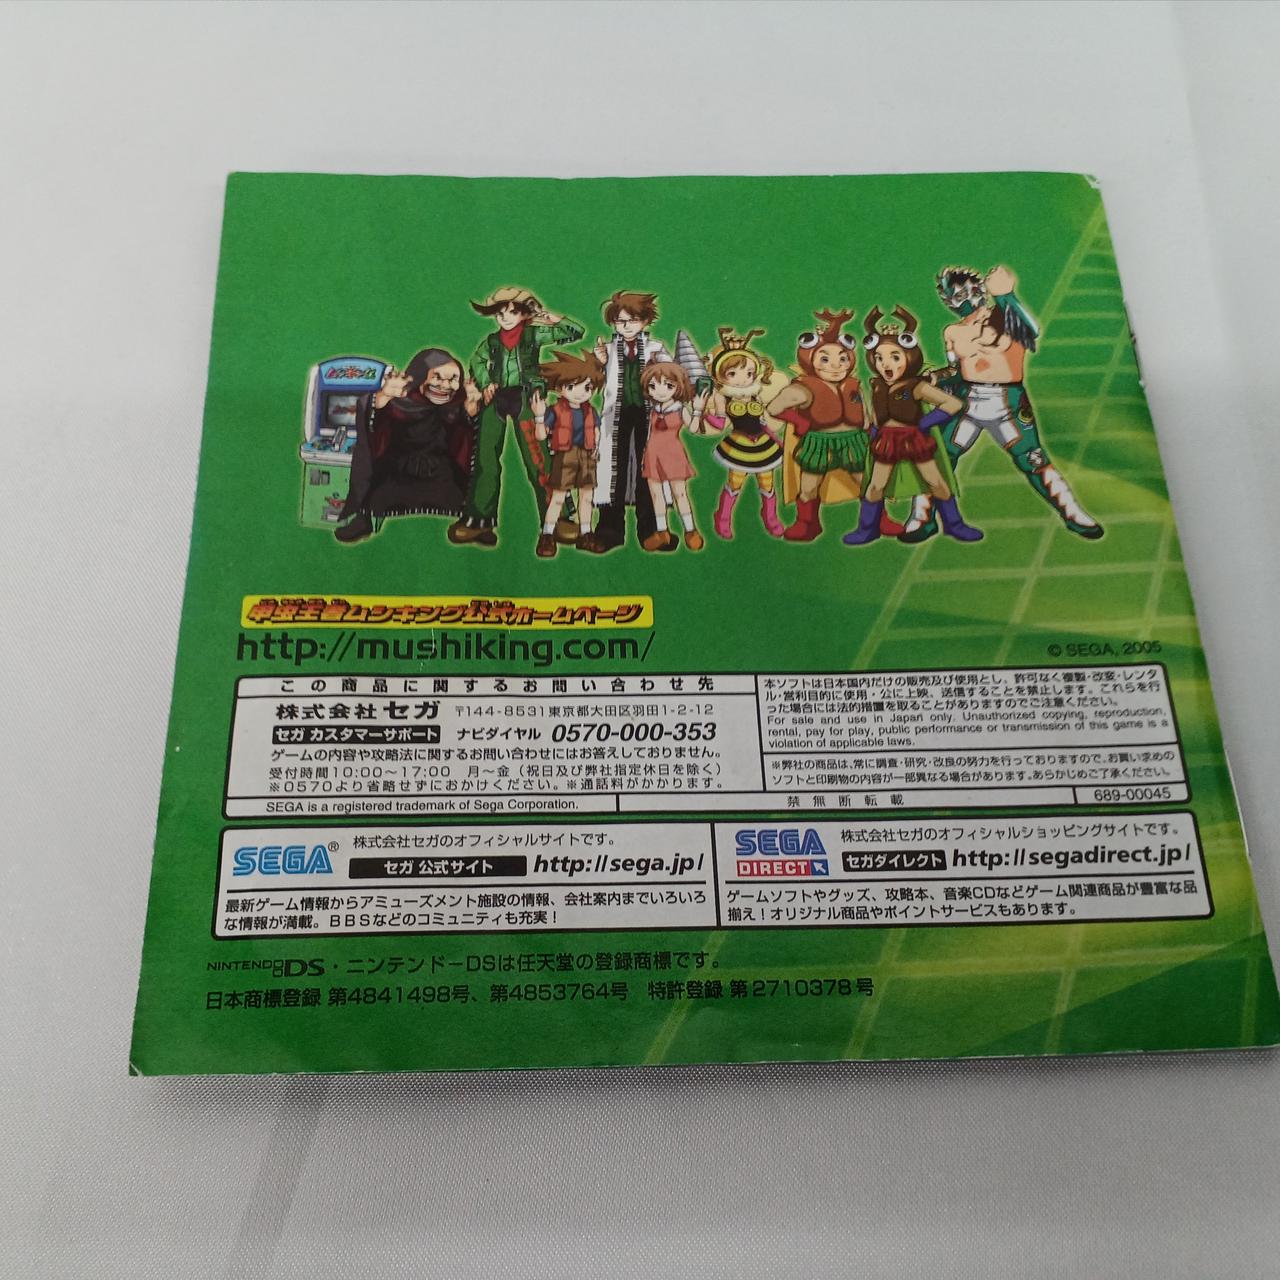 甲虫王者ムシキング公式ホームページ
http://mushiking.com/
© SEGA, 2005
この商品に関するお問い合わせ先
株式会社セガ 〒144-8531東京都大田区羽田1-2-12
セガ カスタマーサポート ナビダイヤル 0570-000-353
ゲームの内容や攻略法に関するお問い合わせにはお答えしておりません。
受付時間10:00~17:00 月~金(祝日及び弊社指定休日を除く)
※0570より省略せずにおかけください。※通話料がかかります。
本ソフトは日本国内だけの販売及び使用とし、許可なく複製・改変・レンタ
ル・営利目的に使用・公に上映、送信することを禁止します。これらを行
った場合には法的措置を取ることがありますのでご注意ください。
For sale and use in Japan only. Unauthorized copying, reproduction,
rental, pay for play, public performance or transmission of this game is a
violation of applicable laws.
※弊社の商品は、常に調査・研究・改良の努力を行っておりますので、お買い求めの
ソフトと印刷物の内容が一部異なる場合があります。あらかじめご了承ください。
SEGA is a registered trademark of Sega Corporation.
禁無断転載
689-00045
SEGA® 株式会社セガのオフィシャルサイトです。
セガ 公式サイト http://sega.jp/
最新ゲーム情報からアミューズメント施設の情報、会社案内までいろいろ
な情報が満載。BBSなどのコミュニティも充実!
SEGA DIRECT 株式会社セガのオフィシャルショッピングサイトです。
セガダイレクト http://segadirect.jp/
ゲームソフトやグッズ、攻略本、音楽CDなどゲーム関連商品が豊富な品
揃え!オリジナル商品やポイントサービスもあります。
NINTENDO DS・ニンテンドーDSは任天堂の登録商標です。
日本商標登録 第4841498号、第4853764号 特許登録 第2710378号